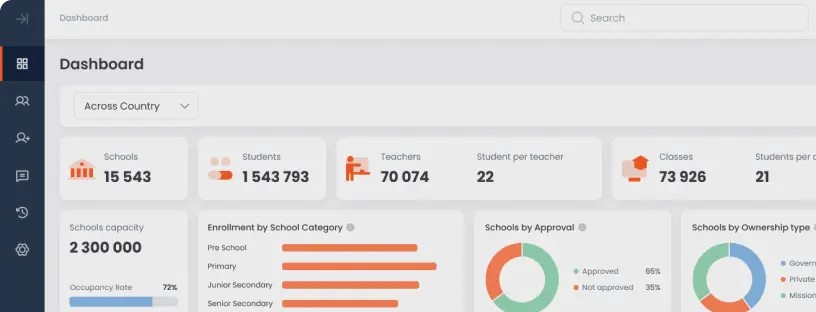 Dashboard
Search
Dashboard
Across Country
Schools
15 543
Students
1 543 793
Teachers
70 074
Student per teacher
22
Classes
73 926
Students per
21
Schools capacity
2 300 000
Occupancy Rate 72%
Enrollment by School Category
Pre School
Primary
Junior Secondary
Senior Secondary
Schools by Approval
Approved 65%
Not approved 35%
Schools by Ownership type
Govern
Private
Mission